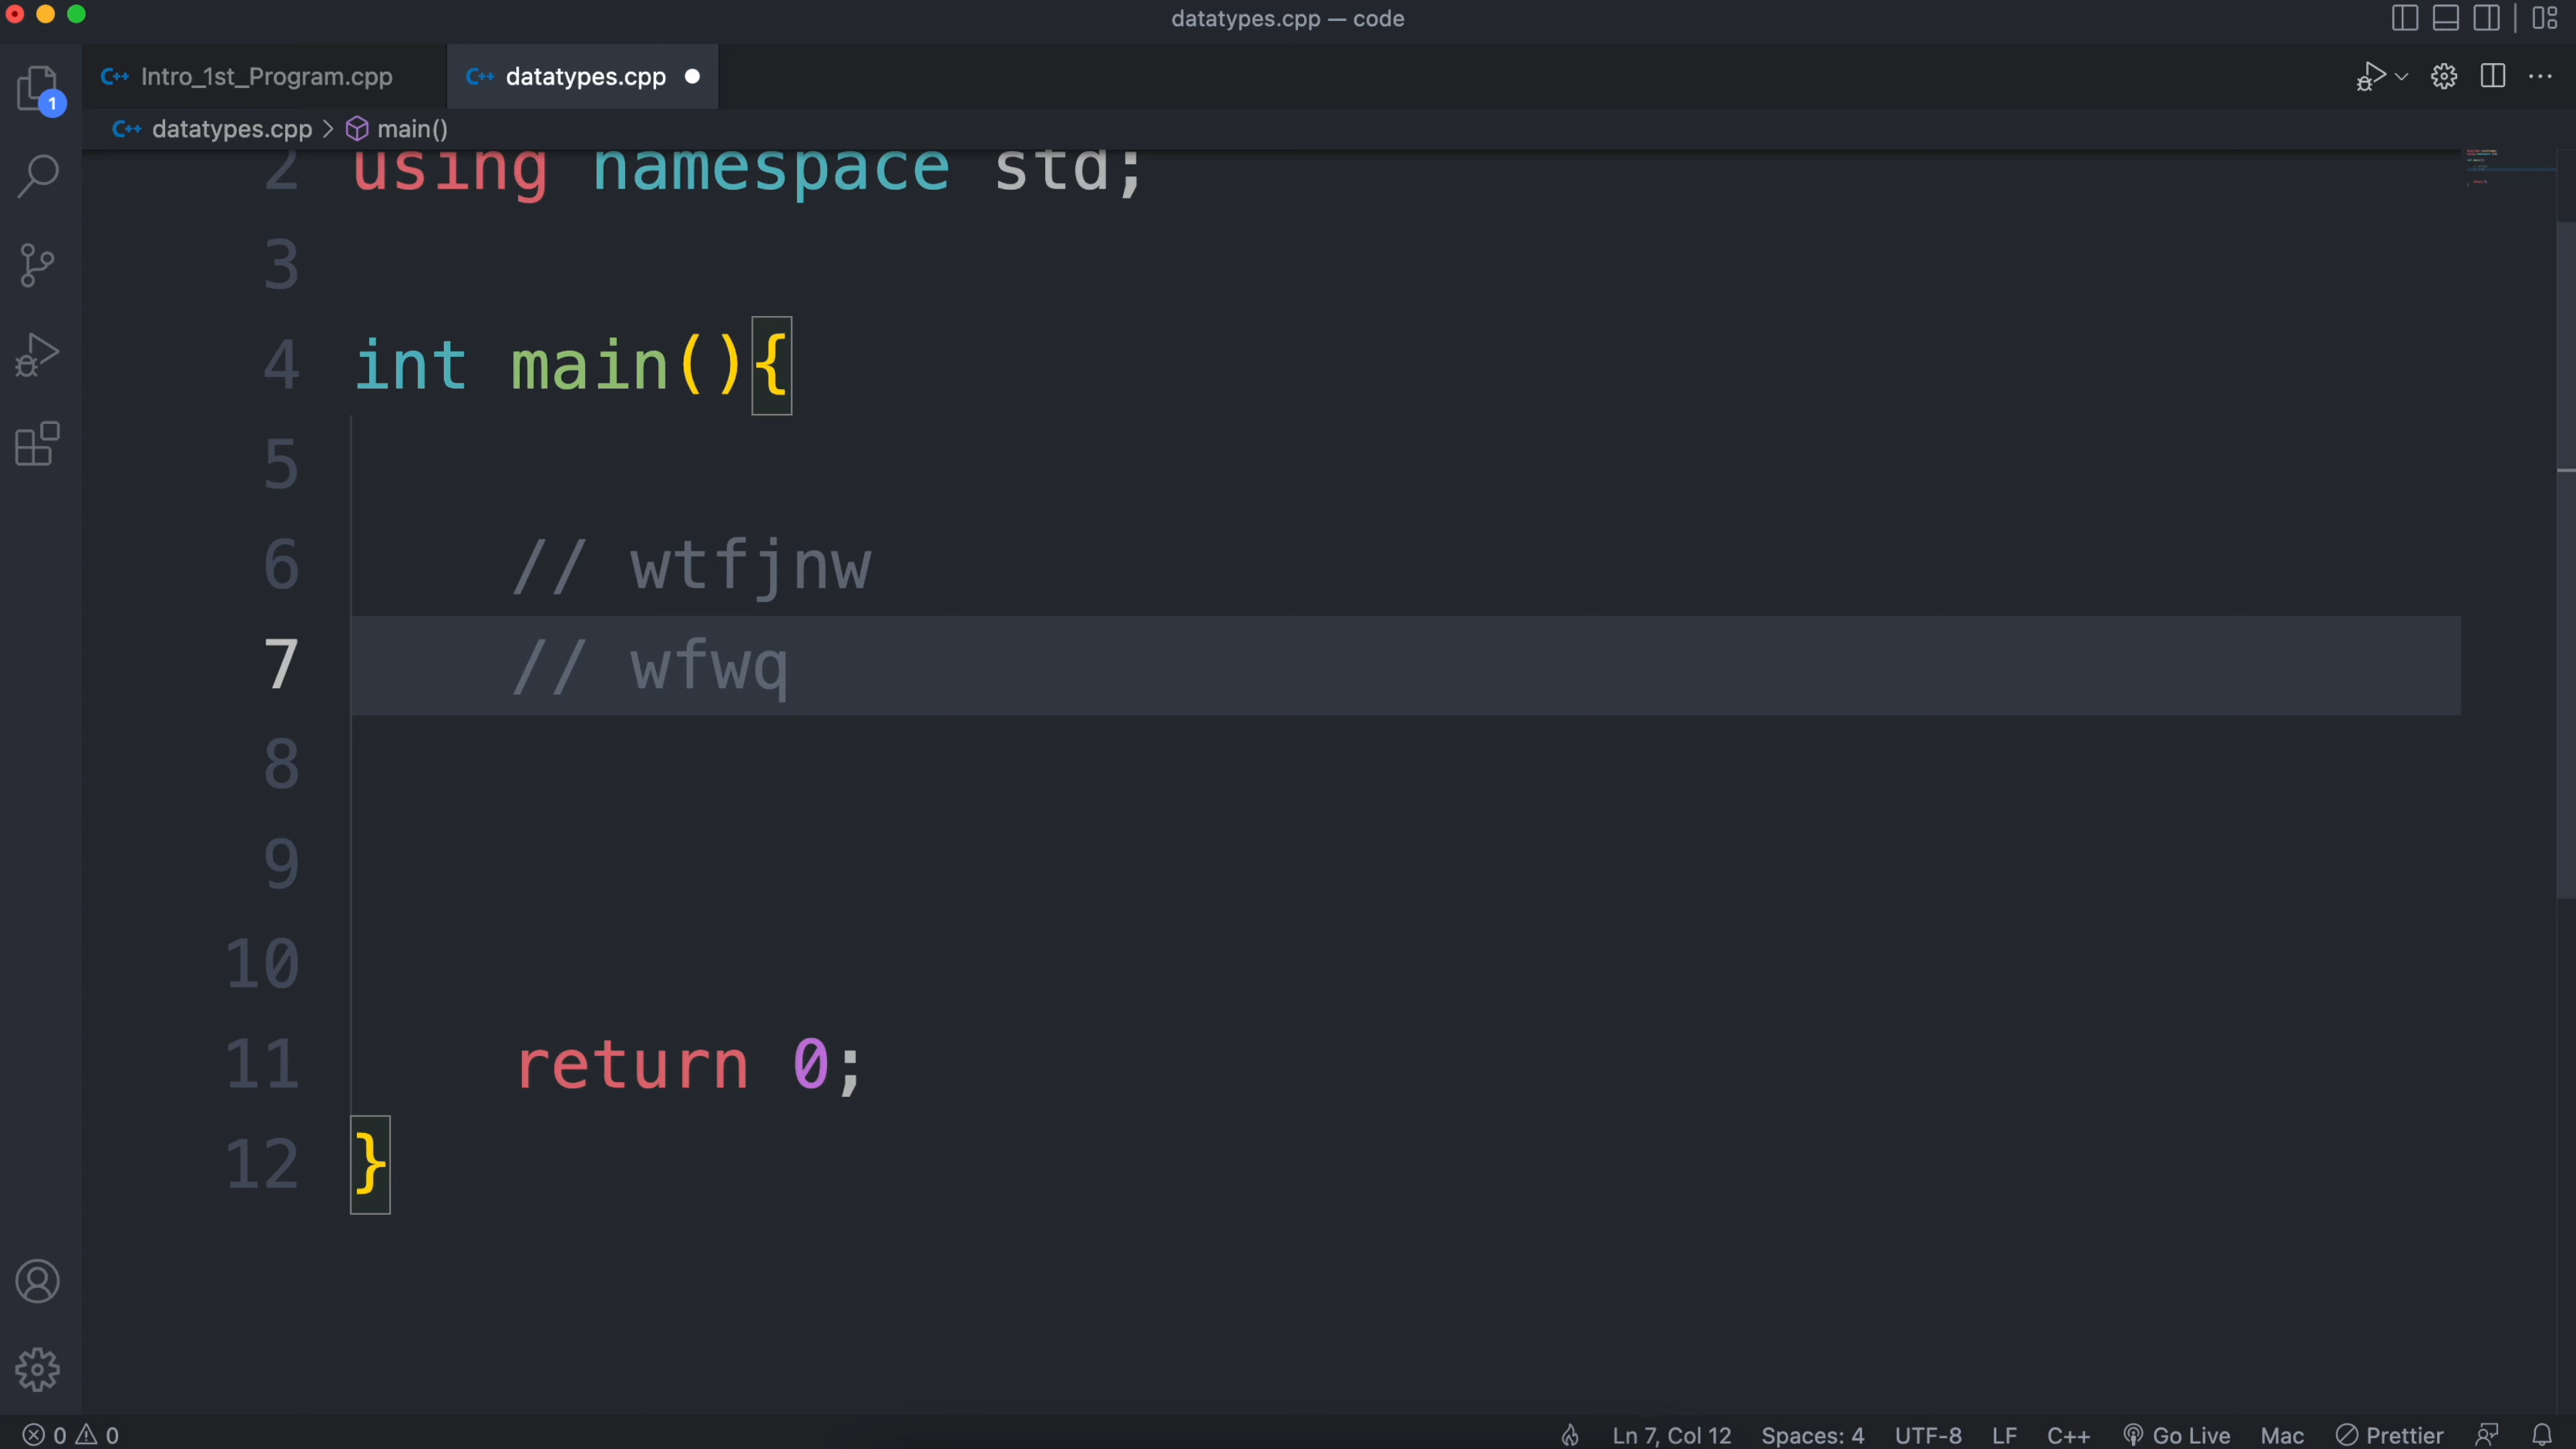 datatypes.cpp — code
C++ Intro_1st_Program.cpp
C++ datatypes.cpp
1
C++ datatypes.cpp > main()
2 using namespace std;
3
4 int main(){
5
6 // wtfjnw
7 // wfwq
8
9
10
11 return 0;
12 }
0 0 Ln 7, Col 12 Spaces: 4 UTF-8 LF C++ Go Live Mac Prettier